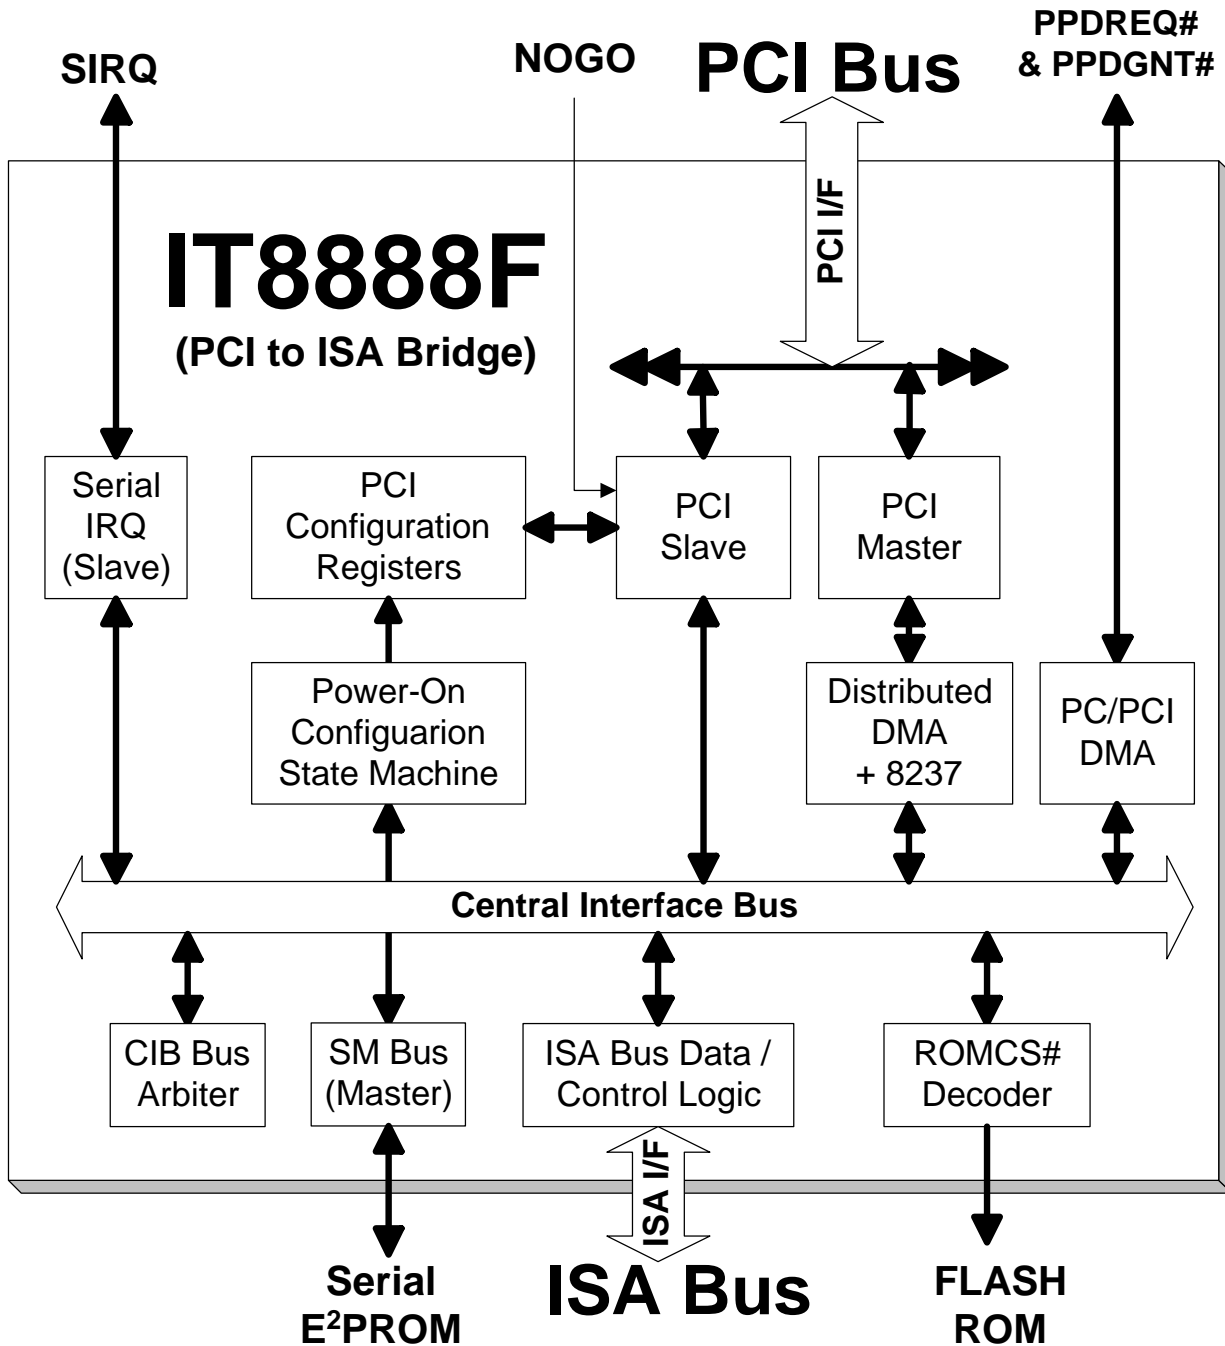 SIRQ
NOGO
PCI Bus
PPDREQ#
& PPDGNT#
PCI I/F
IT8888F
(PCI to ISA Bridge)
Serial
IRQ
(Slave)
PCI
Configuration
Registers
PCI
Slave
PCI
Master
Power-On
Configuarion
State Machine
Distributed
DMA
+ 8237
PC/PCI
DMA
Central Interface Bus
CIB Bus
Arbiter
SM Bus
(Master)
ISA Bus Data /
Control Logic
ROMCS#
Decoder
ISA I/F
Serial
E²PROM
ISA Bus
FLASH
ROM